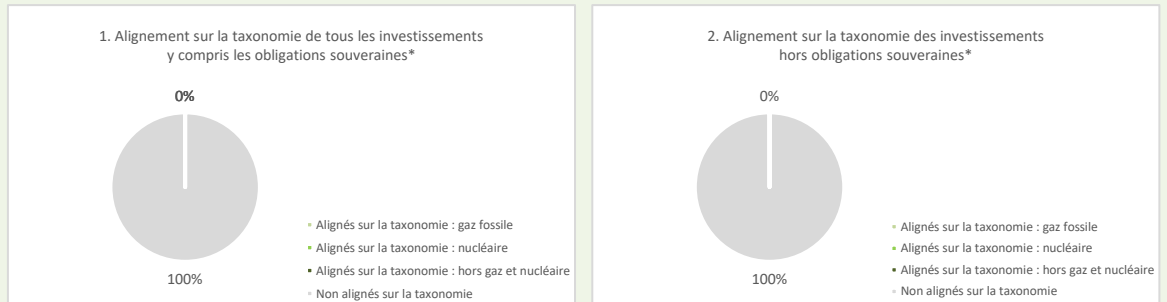 1. Alignement sur la taxonomie de tous les investissements
y compris les obligations souveraines*
0%
100%
Alignés sur la taxonomie : gaz fossile
Alignés sur la taxonomie : nucléaire
Alignés sur la taxonomie : hors gaz et nucléaire
Non alignés sur la taxonomie
2. Alignement sur la taxonomie des investissements
hors obligations souveraines*
0%
100%
Alignés sur la taxonomie : gaz fossile
Alignés sur la taxonomie : nucléaire
Alignés sur la taxonomie : hors gaz et nucléaire
Non alignés sur la taxonomie